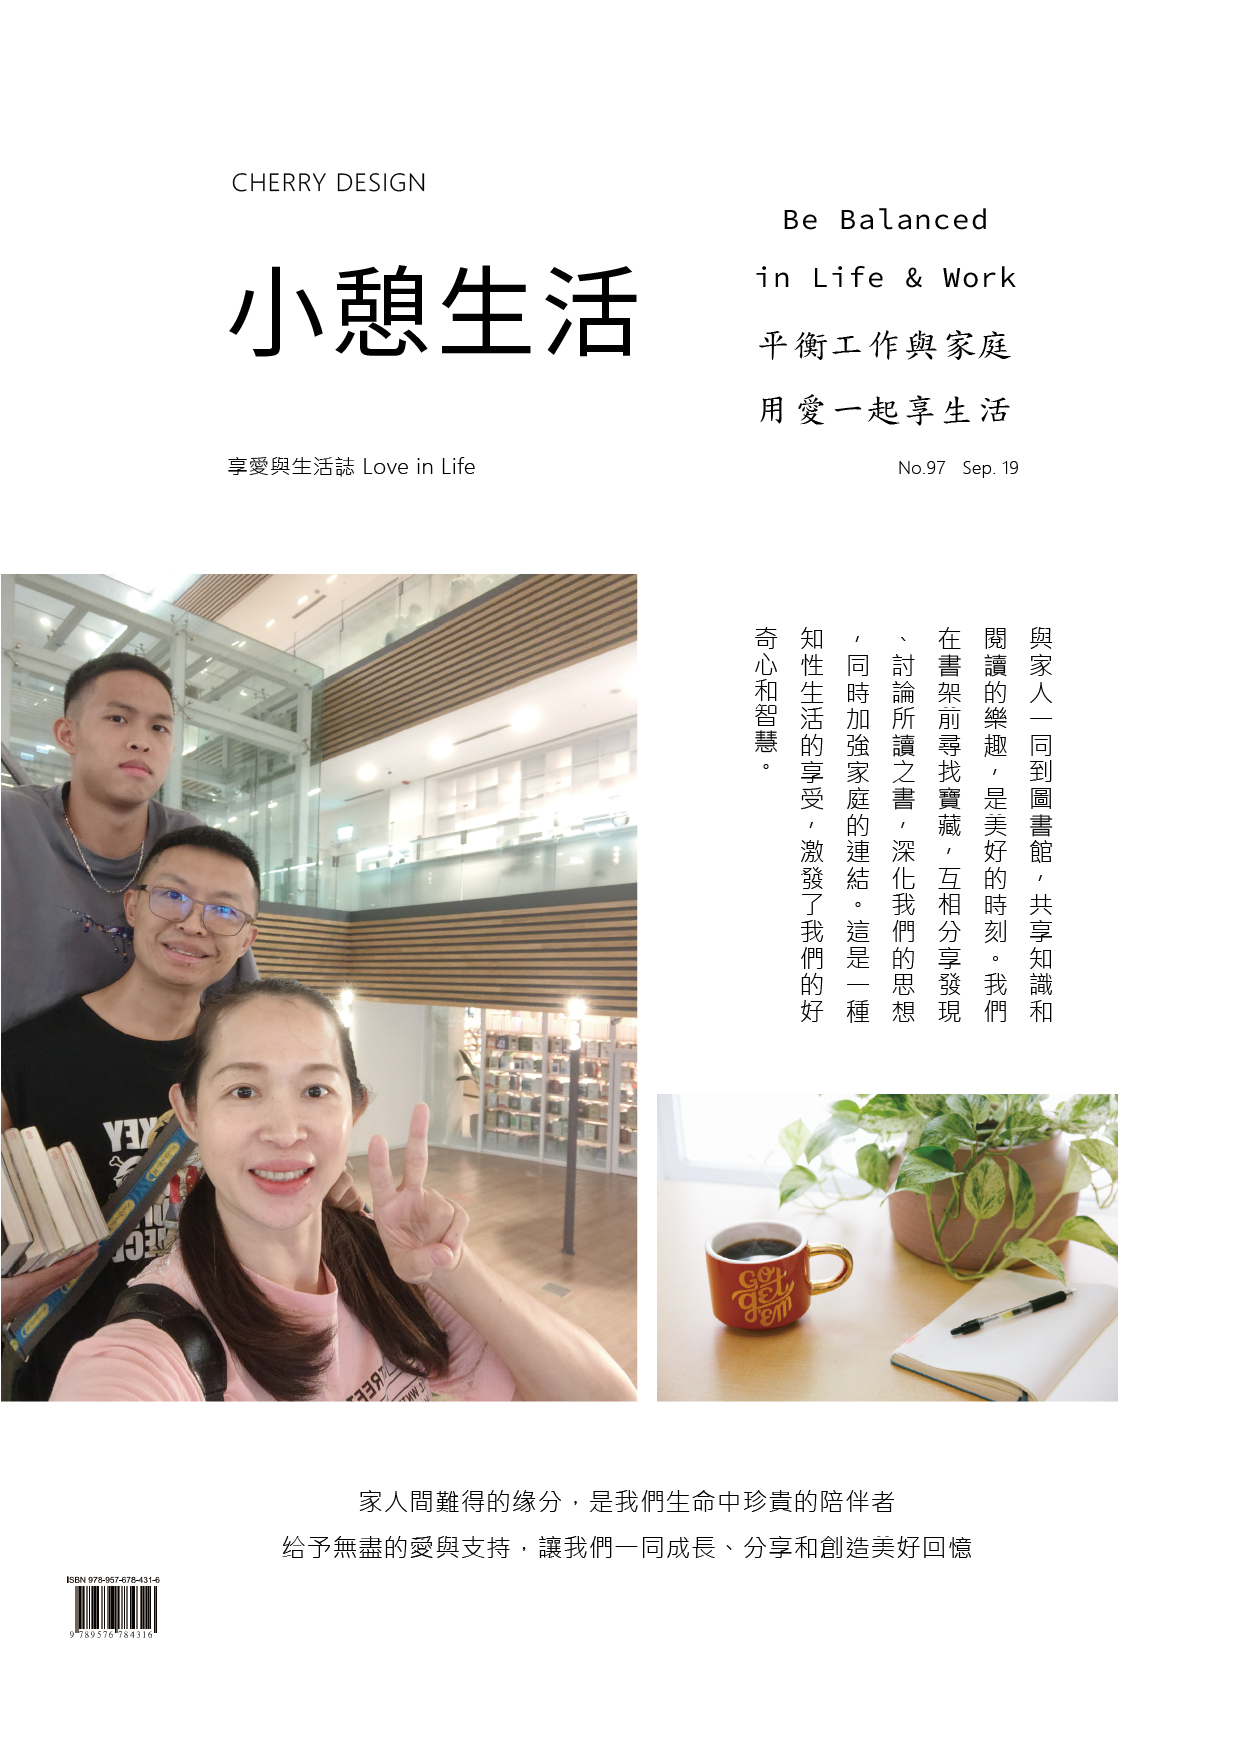 CHERRY DESIGN
小憩生活
享愛與生活誌 Love in Life
Be Balanced
in Life & Work
平衡工作與家庭
用愛一起享生活
No.97 Sep. 19
與家人一同到圖書館，共享知識和
閱讀的樂趣，是美好的時刻。我們
在書架前尋找寶藏，互相分享發現
、討論所讀之書，深化我們的思想
，同時加強家庭的連結。這是一種
知性生活的享受，激發了我們的好
奇心和智慧。
GO
get
'em
家人間難得的缘分，是我們生命中珍貴的陪伴者
给予無盡的愛與支持，讓我們一同成長、分享和創造美好回憶
ISBN 978-957-678-431-6
9 789576 784316